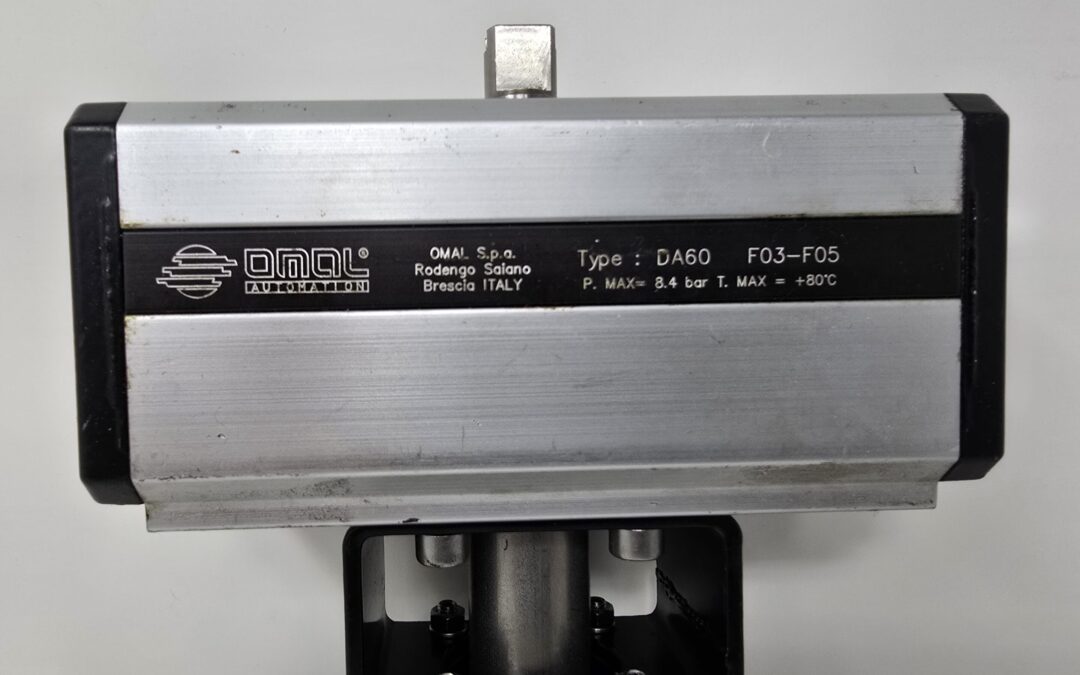 OMAL®
AUTOMATION
OMAL S.p.a.
Rodengo Saiano
Brescia ITALY
Type : DA60 F03-F05
P. MAX= 8.4 bar T. MAX = +80°C